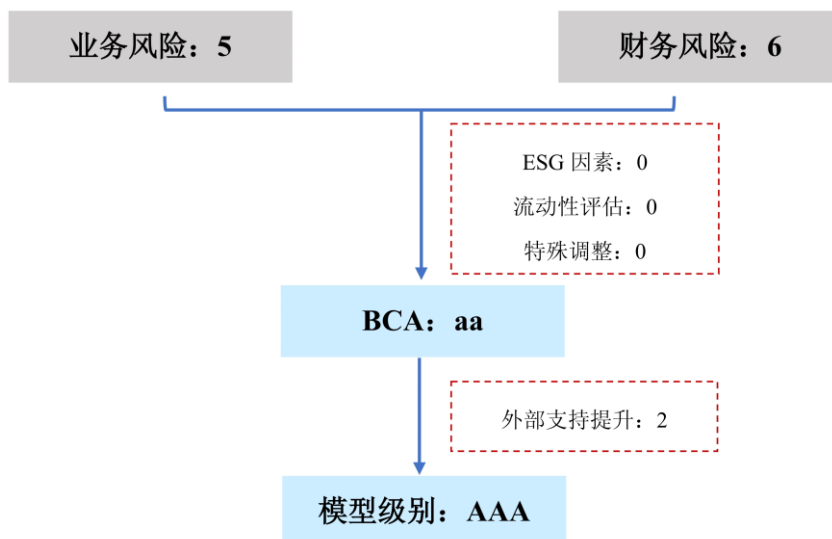 业务风险：5
财务风险：6
ESG 因素：0
流动性评估：0
特殊调整：0
BCA：aa
外部支持提升：2
模型级别：AAA